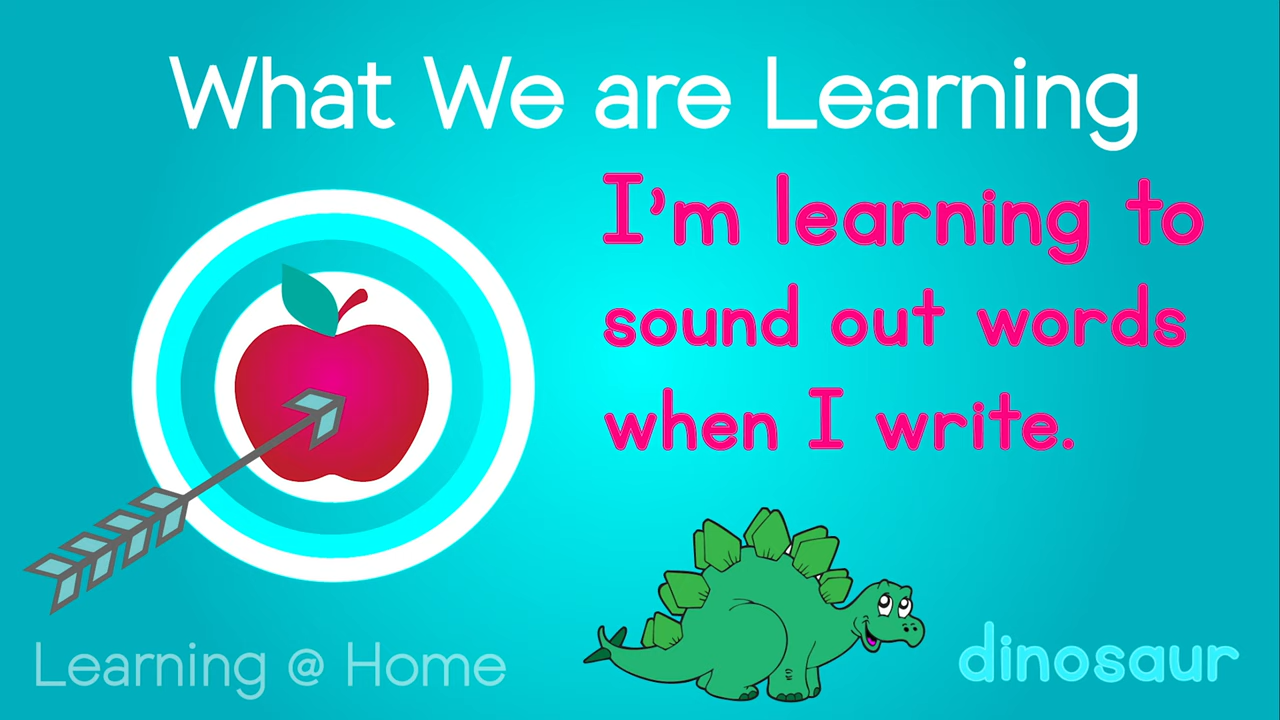 What We are Learning
I'm learning to
sound out words
when I write.
Learning @ Home
dinosaur